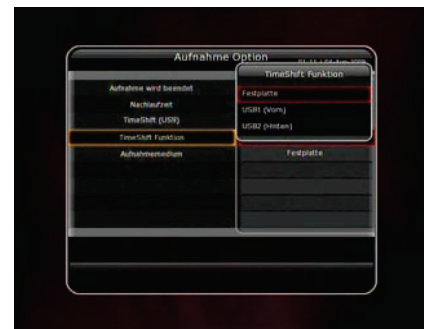 Aufnahme Option
TimeShift Funktion
Aufnahme wird beendet
Festplatte
Nachlaufzeit
USB1 (Vorn)
TimeShift (USB)
USB2 (Hinten)
TimeShift Funktion
Aufnahmemedium
Festplatte